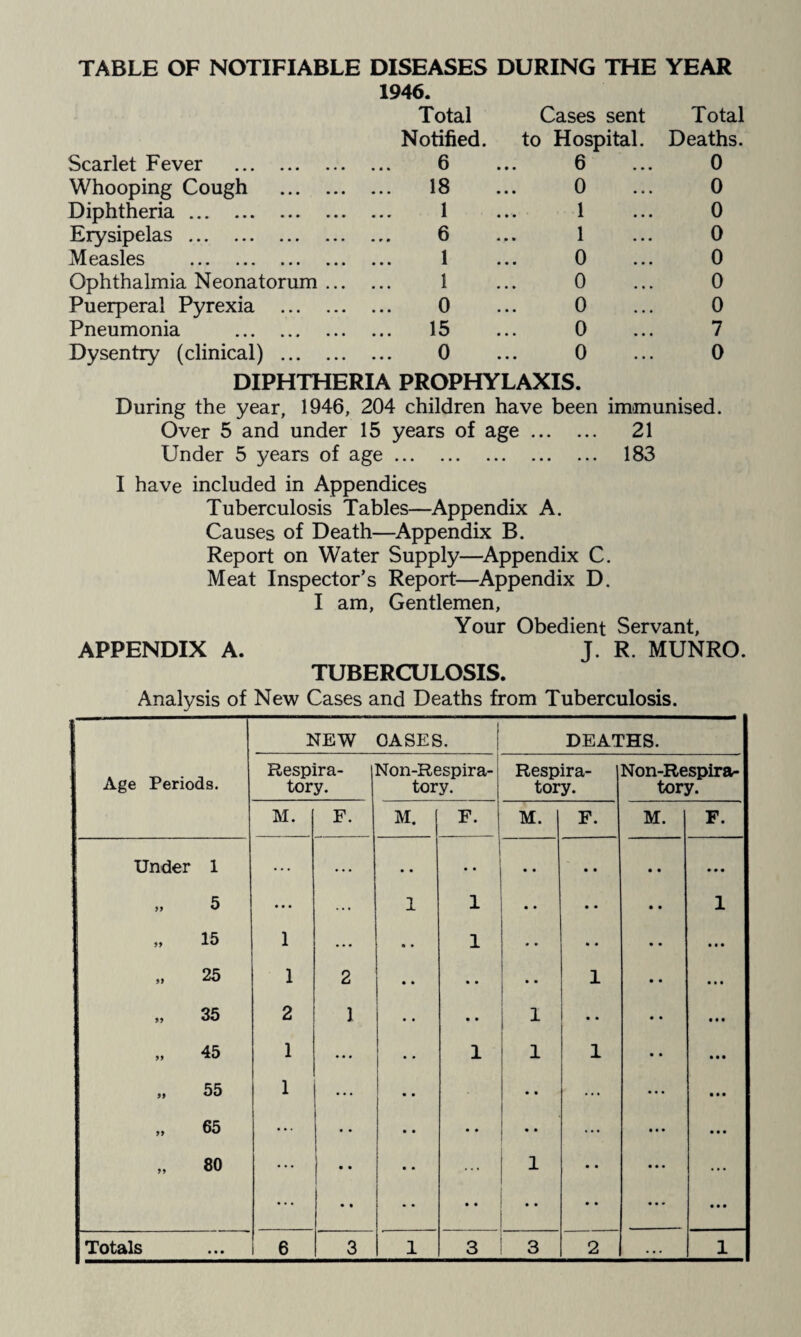 TABLE OF NOTIFIABLE DISEASES DURING THE YEAR
1946.
Total Cases sent Total
Notified. to Hospital. Deaths.
Scarlet Fever ... ... ... ... 6 ... 6 ... 0
Whooping Cough ... ... ... 18 ... 0 ... 0
Diphtheria ... ... ... ... ... 1 ... 1 ... 0
Erysipelas ... ... ... ... ... 6 ... 1 ... 0
Measles ... ... ... ... ... 1 ... 0 ... 0
Ophthalmia Neonatorum ... ... 1 ... 0 ... 0
Puerperal Pyrexia ... ... ... 0 ... 0 ... 0
Pneumonia ... ... ... ... 15 ... 0 ... 7
Dysentry (clinical) ... ... ... 0 ... 0 ... 0
DIPHTHERIA PROPHYLAXIS.
During the year, 1946, 204 children have been immunised.
Over 5 and under 15 years of age ... ... 21
Under 5 years of age ... ... ... ... ... 183
I have included in Appendices
Tuberculosis Tables—Appendix A.
Causes of Death—Appendix B.
Report on Water Supply—Appendix C.
Meat Inspector's Report—Appendix D.
I am, Gentlemen,
Your Obedient Servant,
APPENDIX A. J. R. MUNRO.
TUBERCULOSIS.
Analysis of New Cases and Deaths from Tuberculosis.
NEW CASES. DEATHS.
Age Periods. Respira- Non-Respira- Respira- Non-Respira-
tory. tory. tory. tory.
M. F. M. F. M. F. M. F.
Under 1 ... ... .. .. .. .. .. ...
„ 5 ... ... 1 1 .. .. .. 1
„ 15 1 ... .. 1 .. .. .. ...
„ 25 1 2 .. .. .. 1 .. ...
„ 35 2 1 .. .. 1 .. .. ...
„ 45 1 ... .. 1 1 1 .. ...
„ 55 1 ... .. .. ... ... ...
„ 65 ... .. .. .. .. ... ... ...
„ 80 ... .. .. ... 1 .. ... ...
... .. .. .. .. .. ... ...
Totals ... 6 3 1 3 3 2 ... 1